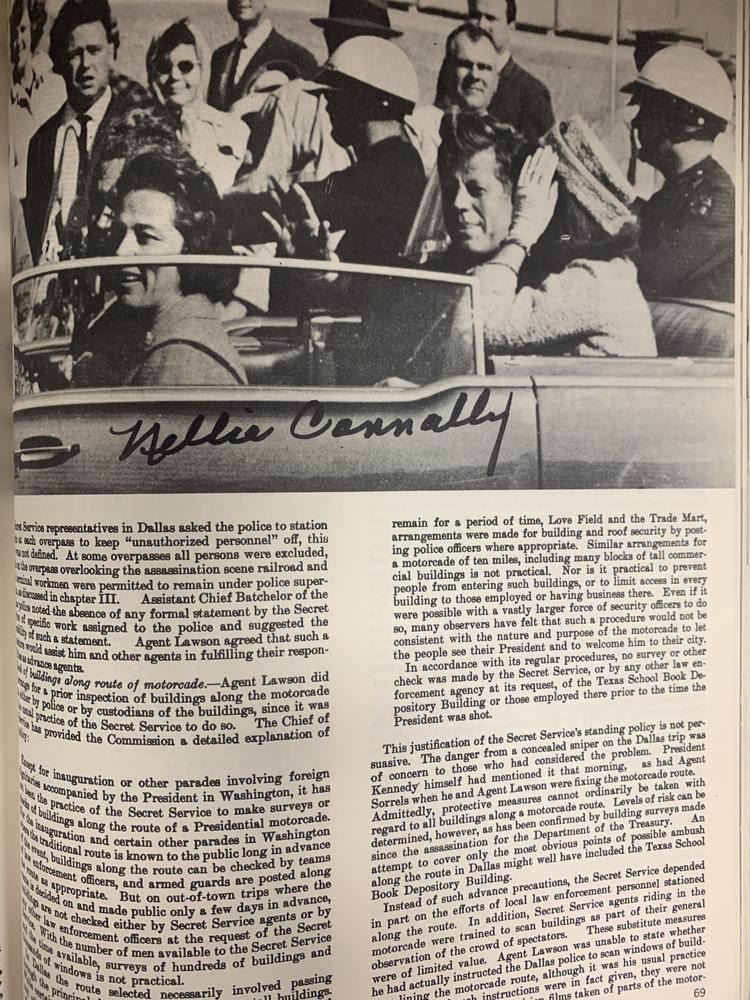 Nellie Connally
Service representatives in Dallas asked the police to station
at each overpass to keep "unauthorized personnel" off, this
was not defined. At some overpasses all persons were excluded,
on the overpass overlooking the assassination scene railroad and
workmen were permitted to remain under police super-
as discussed in chapter III. Assistant Chief Batchelor of the
police noted the absence of any formal statement by the Secret
of specific work assigned to the police and suggested the
of such a statement. Agent Lawson agreed that such a
would assist him and other agents in fulfilling their respon-
advance agents.
of buildings along route of motorcade.—Agent Lawson did
for a prior inspection of buildings along the motorcade
by police or by custodians of the buildings, since it was
practice of the Secret Service to do so. The Chief of
has provided the Commission a detailed explanation of
Except for inauguration or other parades involving foreign
accompanied by the President in Washington, it has
been the practice of the Secret Service to make surveys or
of buildings along the route of a Presidential motorcade.
the inauguration and certain other parades in Washington
the traditional route is known to the public long in advance
event, buildings along the route can be checked by teams
enforcement officers, and armed guards are posted along
as appropriate. But on out-of-town trips where the
is decided on and made public only a few days in advance,
are not checked either by Secret Service agents or by
other law enforcement officers at the request of the Secret
With the number of men available to the Secret Service
time available, surveys of hundreds of buildings and
of windows is not practical.
Dallas the route selected necessarily involved passing
the principal
buildings.
remain for a period of time, Love Field and the Trade Mart,
arrangements were made for building and roof security by post-
ing police officers where appropriate. Similar arrangements for
a motorcade of ten miles, including many blocks of tall commer-
cial buildings is not practical. Nor is it practical to prevent
people from entering such buildings, or to limit access in every
building to those employed or having business there. Even if it
were possible with a vastly larger force of security officers to do
so, many observers have felt that such a procedure would not be
consistent with the nature and purpose of the motorcade to let
the people see their President and to welcome him to their city.
In accordance with its regular procedures, no survey or other
check was made by the Secret Service, or by any other law en-
forcement agency at its request, of the Texas School Book De-
pository Building or those employed there prior to the time the
President was shot.
This justification of the Secret Service's standing policy is not per-
suasive. The danger from a concealed sniper on the Dallas trip was
of concern to those who had considered the problem. President
Kennedy himself had mentioned it that morning, as had Agent
Sorrels when he and Agent Lawson were fixing the motorcade route.
Admittedly, protective measures cannot ordinarily be taken with
regard to all buildings along a motorcade route. Levels of risk can be
determined, however, as has been confirmed by building surveys made
since the assassination for the Department of the Treasury. An
attempt to cover only the most obvious points of possible ambush
along the route in Dallas might well have included the Texas School
Book Depository Building.
Instead of such advance precautions, the Secret Service depended
in part on the efforts of local law enforcement personnel stationed
along the route. In addition, Secret Service agents riding in the
motorcade were trained to scan buildings as part of their general
observation of the crowd of spectators. These substitute measures
were of limited value. Agent Lawson was unable to state whether
he had actually instructed the Dallas police to scan windows of build-
lining the motorcade route, although it was his usual practice
instructions were in fact given, they were not
films taken of parts of the motor-
69